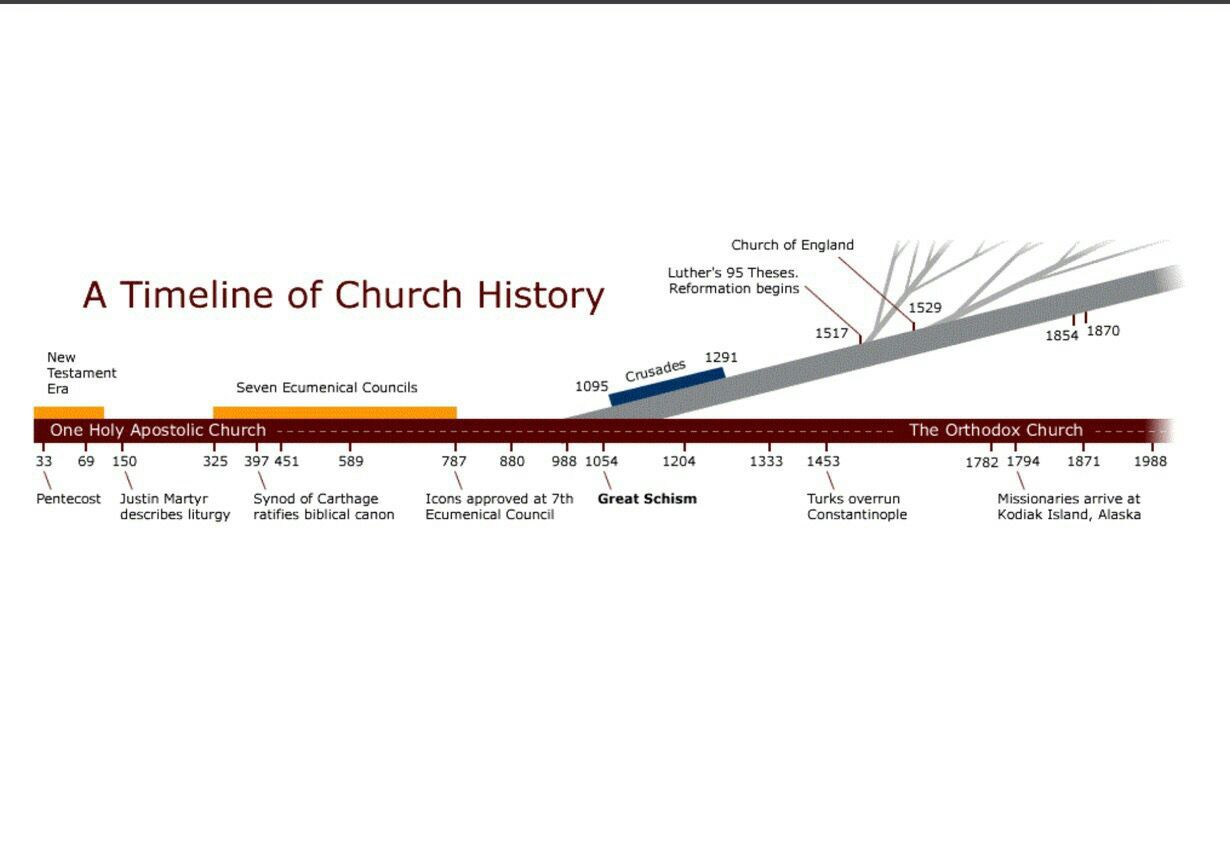 Church of England
Luther's 95 Theses.
Reformation begins
A Timeline of Church History
1529
1517
1854 1870
New
Testament
Era
Seven Ecumenical Councils
1095
Crusades
1291
One Holy Apostolic Church
The Orthodox Church
33 69 150 325 397 451 589 787 880 988 1054 1204 1333 1453 1782 1794 1871 1988
Pentecost
Justin Martyr
describes liturgy
Synod of Carthage
ratifies biblical canon
Icons approved at 7th
Ecumenical Council
Great Schism
Turks overrun
Constantinople
Missionaries arrive at
Kodiak Island, Alaska